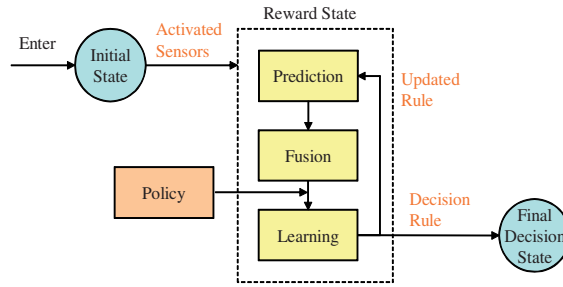 Reward State
Enter
Initial
State
Activated
Sensors
Prediction
Updated
Rule
Fusion
Policy
Learning
Decision
Rule
Final
Decision
State